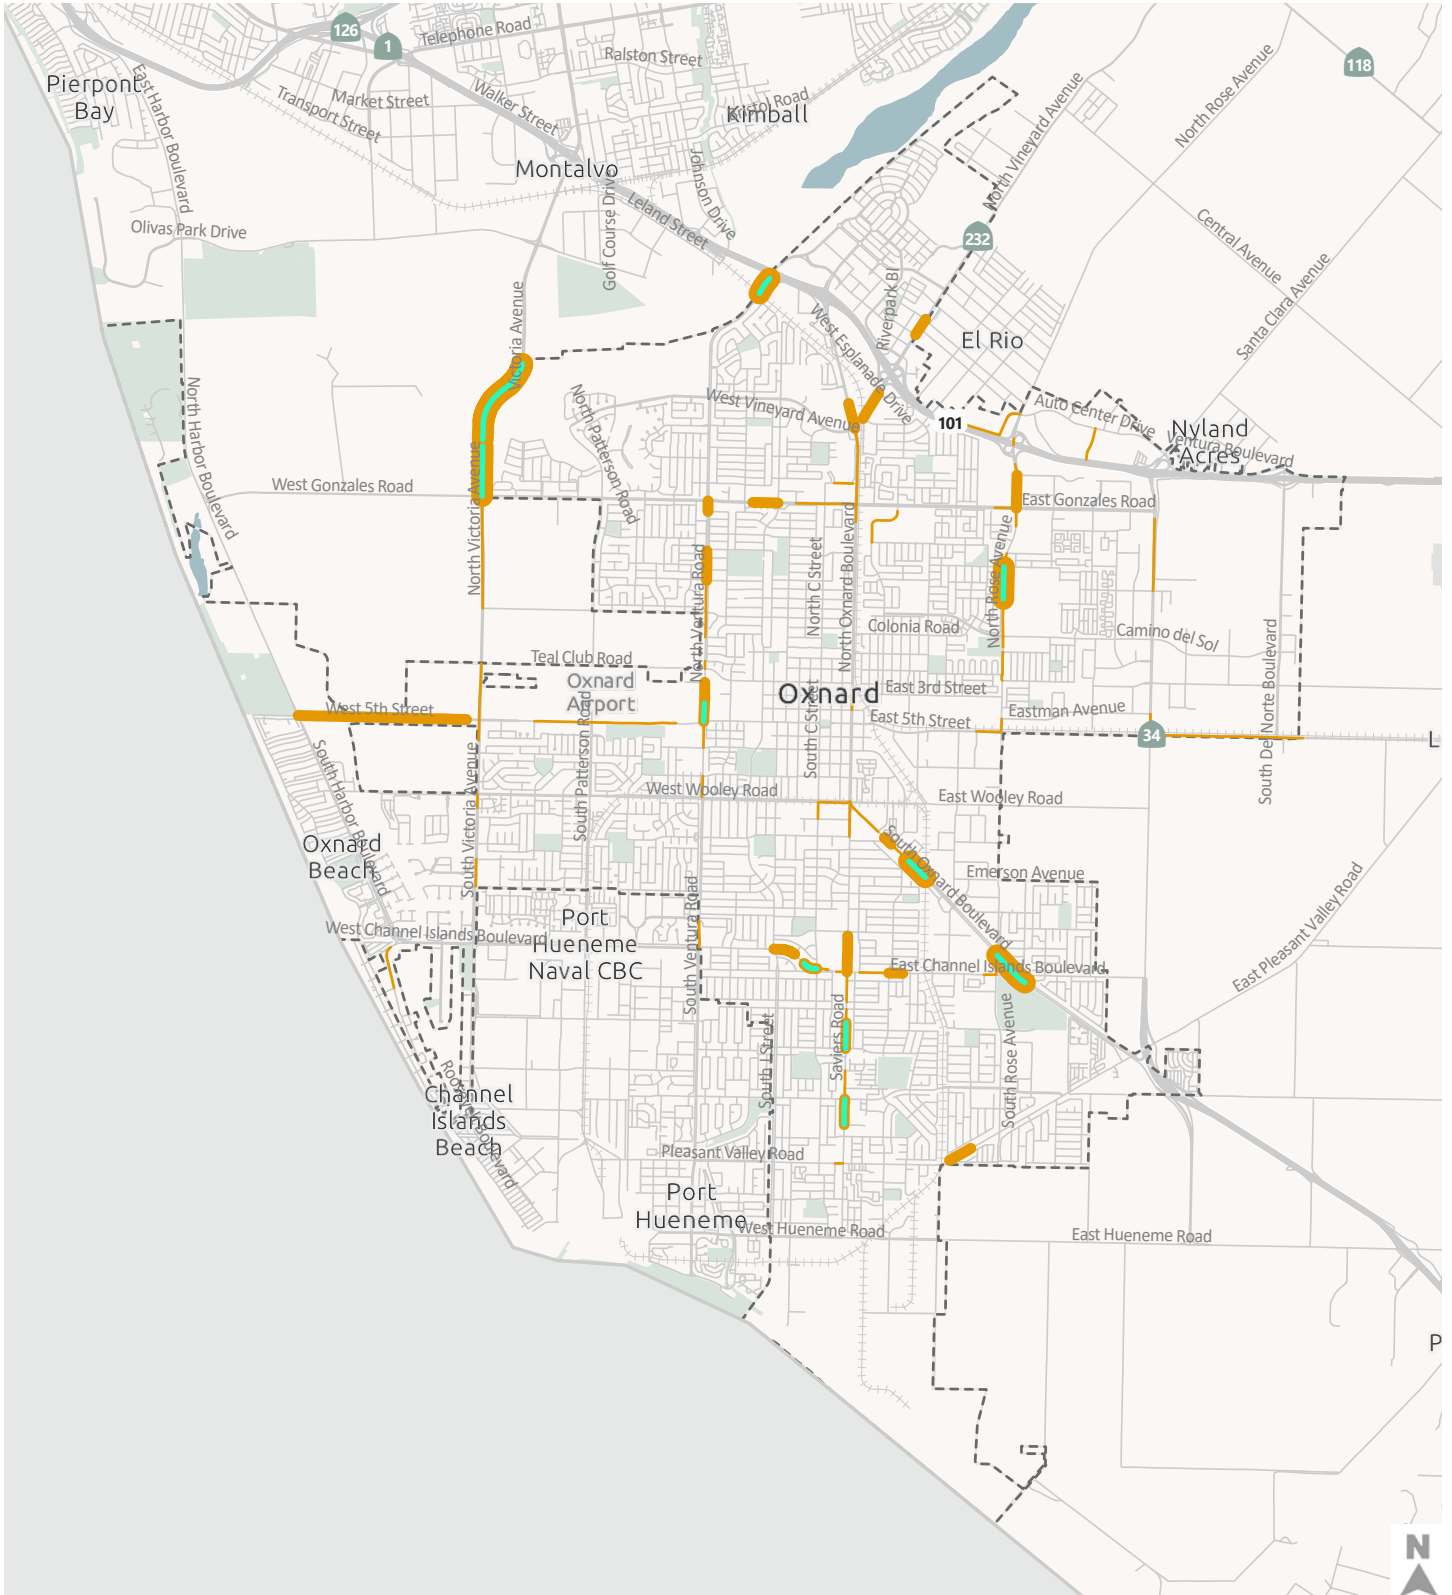 126
Telephone Road
1
Ralston Street
118
Pierpont
Bay
East Harbor Boulevard
Market Street
Transport Street
Walker Street
Bristol Road
Kimball
North Rose Avenue
North Vineyard Avenue
Montalvo
Johnson Drive
Golf Course Drive
Leland Street
Olivas Park Drive
232
Central Avenue
Santa Clara Avenue
Victoria Avenue
Riverpark Bl
West Esplanade Drive
El Rio
North Harbor Boulevard
North Patterson Road
West Vineyard Avenue
101
Auto Center Drive
Nyland
Acres
Ventura Boulevard
West Gonzales Road
East Gonzales Road
North Victoria Avenue
North Ventura Road
North C Street
North Oxnard Boulevard
North Rose Avenue
Colonia Road
Camino del Sol
Teal Club Road
Oxnard
Airport
Oxnard
East 3rd Street
West 5th Street
East 5th Street
Eastman Avenue
34
L
South Del Norte Boulevard
South Harbor Boulevard
South Victoria Avenue
South Patterson Road
South C Street
West Wooley Road
East Wooley Road
Oxnard
Beach
South Oxnard Boulevard
Emerson Avenue
Port
Hueneme
Naval CBC
South Ventura Road
West Channel Islands Boulevard
East Channel Islands Boulevard
East Pleasant Valley Road
South J Street
Saviers Road
South Rose Avenue
Channel
Islands
Beach
Roosevelt Boulevard
Pleasant Valley Road
Port
Hueneme
West Hueneme Road
East Hueneme Road
P
N